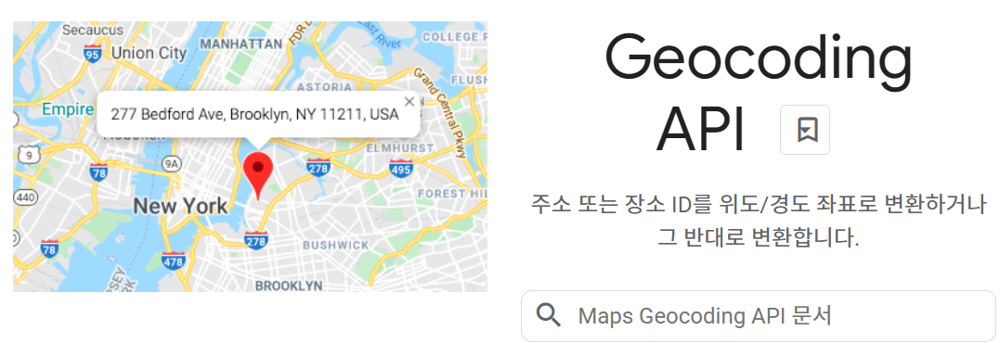 Secaucus
95
Union City
MANHATTAN
FDR D
East River
COLLEGE P
ASTORIA
FLUSH
Grand Central Pkwy
Empire
277 Bedford Ave, Brooklyn, NY 11211, USA
Hoboken
9
9A
78
ELMHURST
278
495
440
New York
FOREST HIL
278
78
BUSHWICK
478
BROOKLYN
Geocoding
API
주소 또는 장소 ID를 위도/경도 좌표로 변환하거나
그 반대로 변환합니다.
Maps Geocoding API 문서